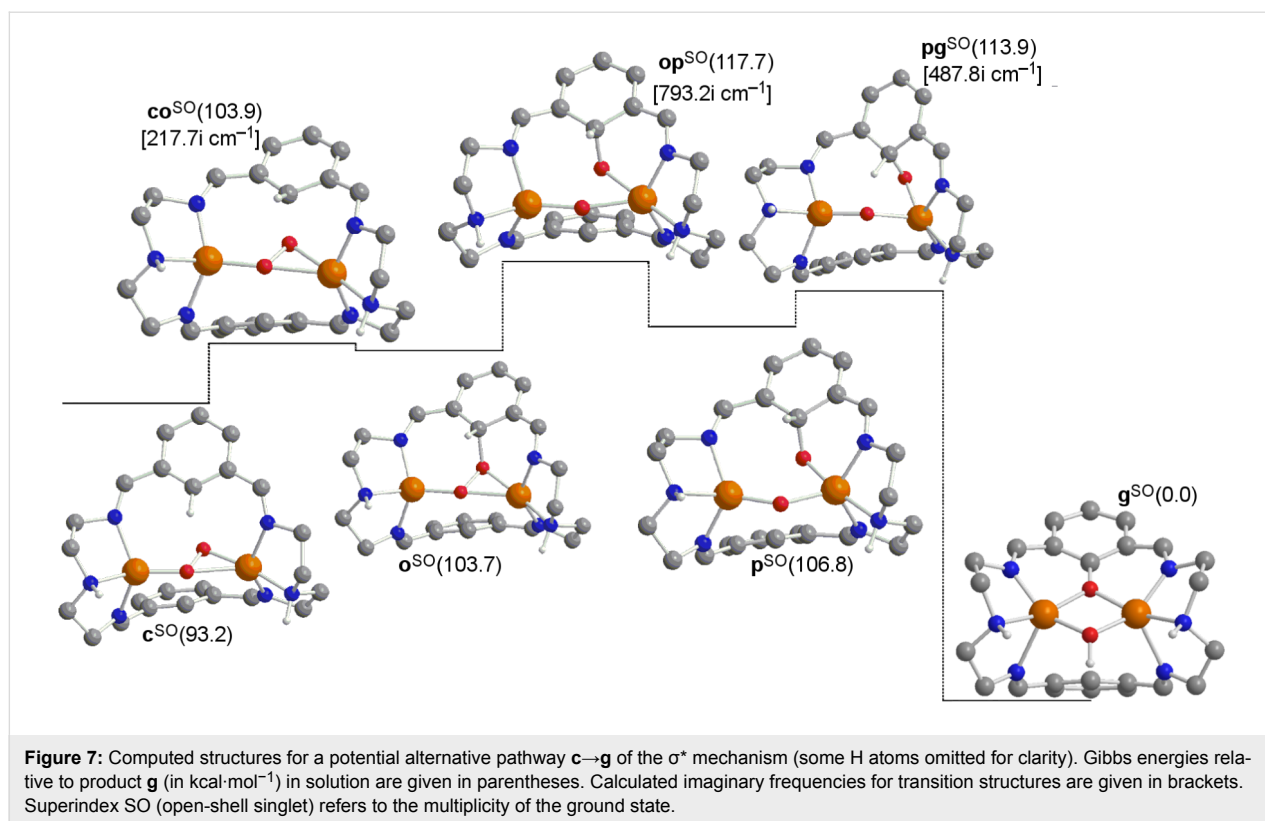 op^SO(117.7)
[793.2i cm⁻¹]
pg^SO(113.9)
[487.8i cm⁻¹]
co^SO(103.9)
[217.7i cm⁻¹]
g^SO(0.0)
o^SO(103.7)
p^SO(106.8)
c^SO(93.2)
Figure 7: Computed structures for a potential alternative pathway c→g of the σ* mechanism (some H atoms omitted for clarity). Gibbs energies rela-
tive to product g (in kcal·mol⁻¹) in solution are given in parentheses. Calculated imaginary frequencies for transition structures are given in brackets.
Superindex SO (open-shell singlet) refers to the multiplicity of the ground state.